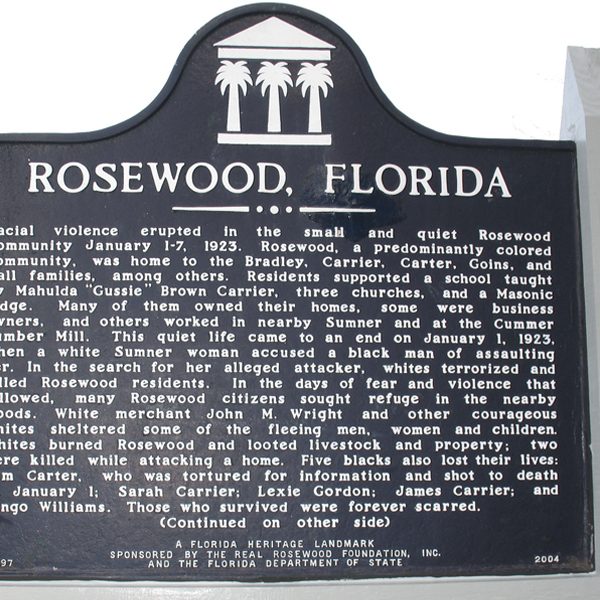 ROSEWOOD, FLORIDA
acial violence erupted in the small and quiet Rosewood
ommunity January 1-7, 1923. Rosewood, a predominantly colored
ommunity, was home to the Bradley, Carrier, Carter, Goins, and
all families, among others. Residents supported a school taught
y Mahulda "Gussie" Brown Carrier, three churches, and a Masonic
dge. Many of them owned their homes, some were business
wners, and others worked in nearby Sumner and at the Cummer
umber Mill. This quiet life came to an end on January 1, 1923,
hen a white Sumner woman accused a black man of assaulting
er. In the search for her alleged attacker, whites terrorized and
lled Rosewood residents. In the days of fear and violence that
llowed, many Rosewood citizens sought refuge in the nearby
oods. White merchant John M. Wright and other courageous
hites sheltered some of the fleeing men, women and children.
hites burned Rosewood and looted livestock and property; two
ere killed while attacking a home. Five blacks also lost their lives:
am Carter, who was tortured for information and shot to death
January 1; Sarah Carrier; Lexie Gordon; James Carrier; and
ingo Williams. Those who survived were forever scarred.
(Continued on other side)
A FLORIDA HERITAGE LANDMARK
SPONSORED BY THE REAL ROSEWOOD FOUNDATION, INC.
97 AND THE FLORIDA DEPARTMENT OF STATE 2004